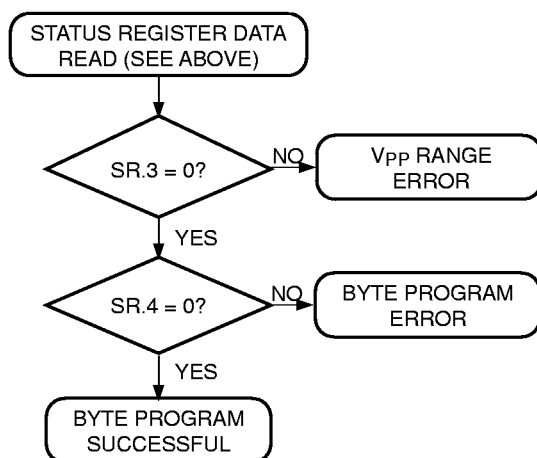 STATUS REGISTER DATA
READ (SEE ABOVE)
SR.3 = 0?
NO
VPP RANGE
ERROR
YES
SR.4 = 0?
NO
BYTE PROGRAM
ERROR
YES
BYTE PROGRAM
SUCCESSFUL